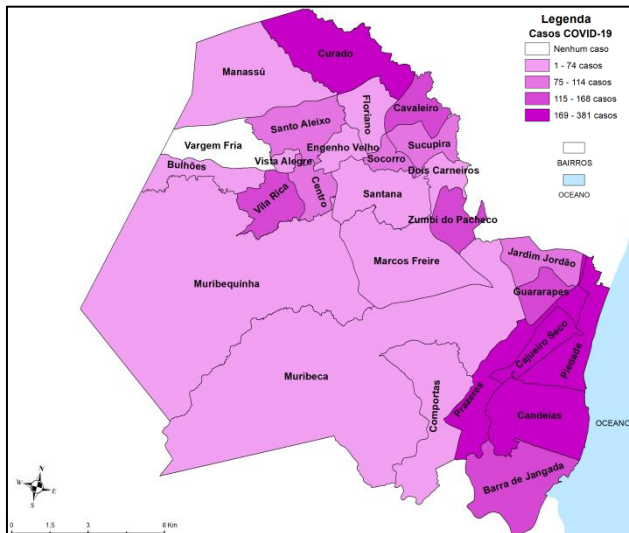 Legenda
Casos COVID-19
Nenhum caso
1 - 74 casos
75 - 114 casos
115 - 168 casos
169 - 381 casos
BAIRROS
OCEANO
Curado
Manassú
Floriano
Cavaleiro
Santo Aleixo
Vargem Fria
Engenho Velho
Sucupira
Vista Alegre
Socorro
Bulhões
Dois Carneiros
Vila Rica
Centro
Santana
Zumbi do Pacheco
Jardim Jordão
Marcos Freire
Muribequinha
Guararapes
Cajueiro Seco
Piedade
Muribeca
Comportas
Prazeres
Candeias
OCEANO
Barra de Jangada
N
W
E
S
0 1,5 3 6 Km